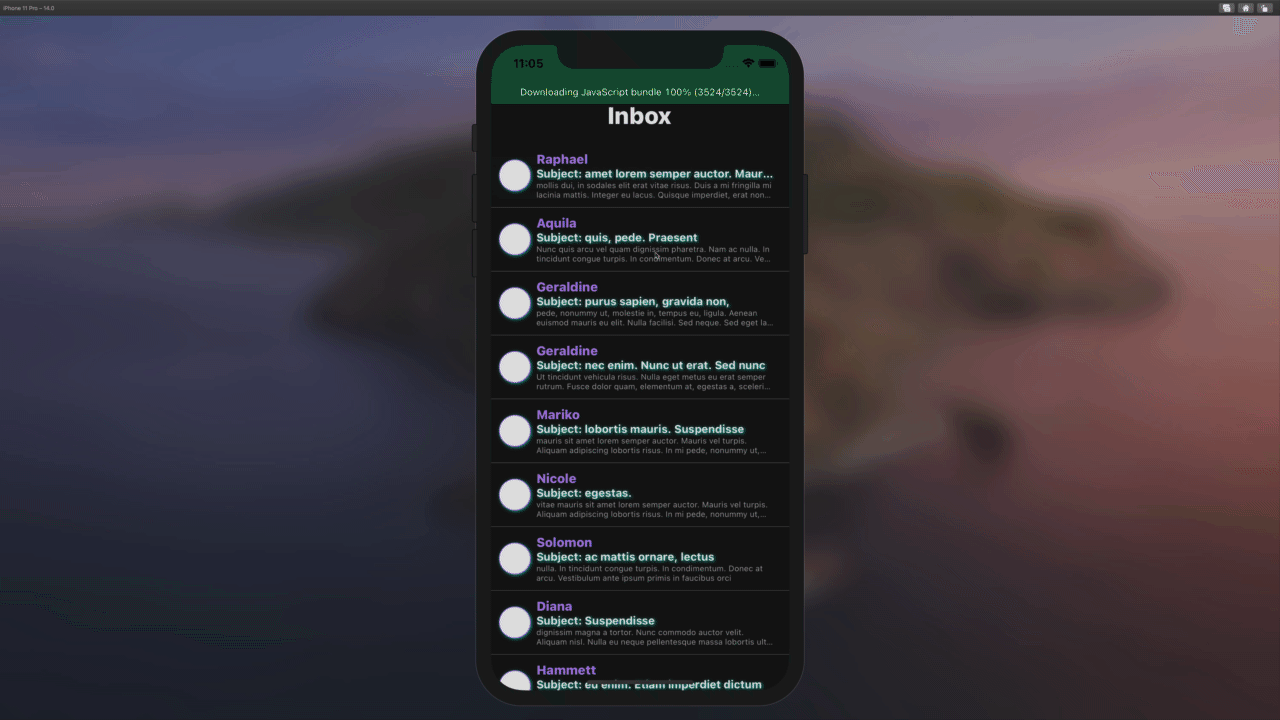 iPhone 11 Pro – 14.0
11:05
Downloading JavaScript bundle 100% (3524/3524)...
Inbox
Raphael
Subject: amet lorem semper auctor. Maur...
mollis dui, in sodales elit erat vitae risus. Duis a mi fringilla mi
lacinia mattis. Integer eu lacus. Quisque imperdiet, erat non...
Aquila
Subject: quis, pede. Praesent
Nunc quis arcu vel quam dignissim pharetra. Nam ac nulla. In
tincidunt congue turpis. In condimentum. Donec at arcu. Ve...
Geraldine
Subject: purus sapien, gravida non,
pede, nonummy ut, molestie in, tempus eu, ligula. Aenean
euismod mauris eu elit. Nulla facilisi. Sed neque. Sed eget la...
Geraldine
Subject: nec enim. Nunc ut erat. Sed nunc
Ut tincidunt vehicula risus. Nulla eget metus eu erat semper
rutrum. Fusce dolor quam, elementum at, egestas a, sceleri...
Mariko
Subject: lobortis mauris. Suspendisse
mauris sit amet lorem semper auctor. Mauris vel turpis.
Aliquam adipiscing lobortis risus. In mi pede, nonummy ut,...
Nicole
Subject: egestas.
vitae mauris sit amet lorem semper auctor. Mauris vel turpis.
Aliquam adipiscing lobortis risus. In mi pede, nonummy ut,...
Solomon
Subject: ac mattis ornare, lectus
nulla. In tincidunt congue turpis. In condimentum. Donec at
arcu. Vestibulum ante ipsum primis in faucibus orci
Diana
Subject: Suspendisse
dignissim magna a tortor. Nunc commodo auctor velit.
Aliquam nisl. Nulla eu neque pellentesque massa lobortis ult...
Hammett
Subject: eu enim. Etiam imperdiet dictum